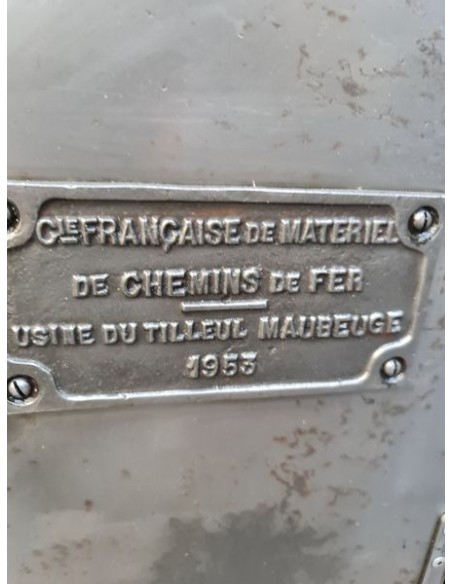 CIE FRANÇAISE DE MATERIEL
DE CHEMINS DE FER
USINE DU TILLEUL MAUBEUGE
1953